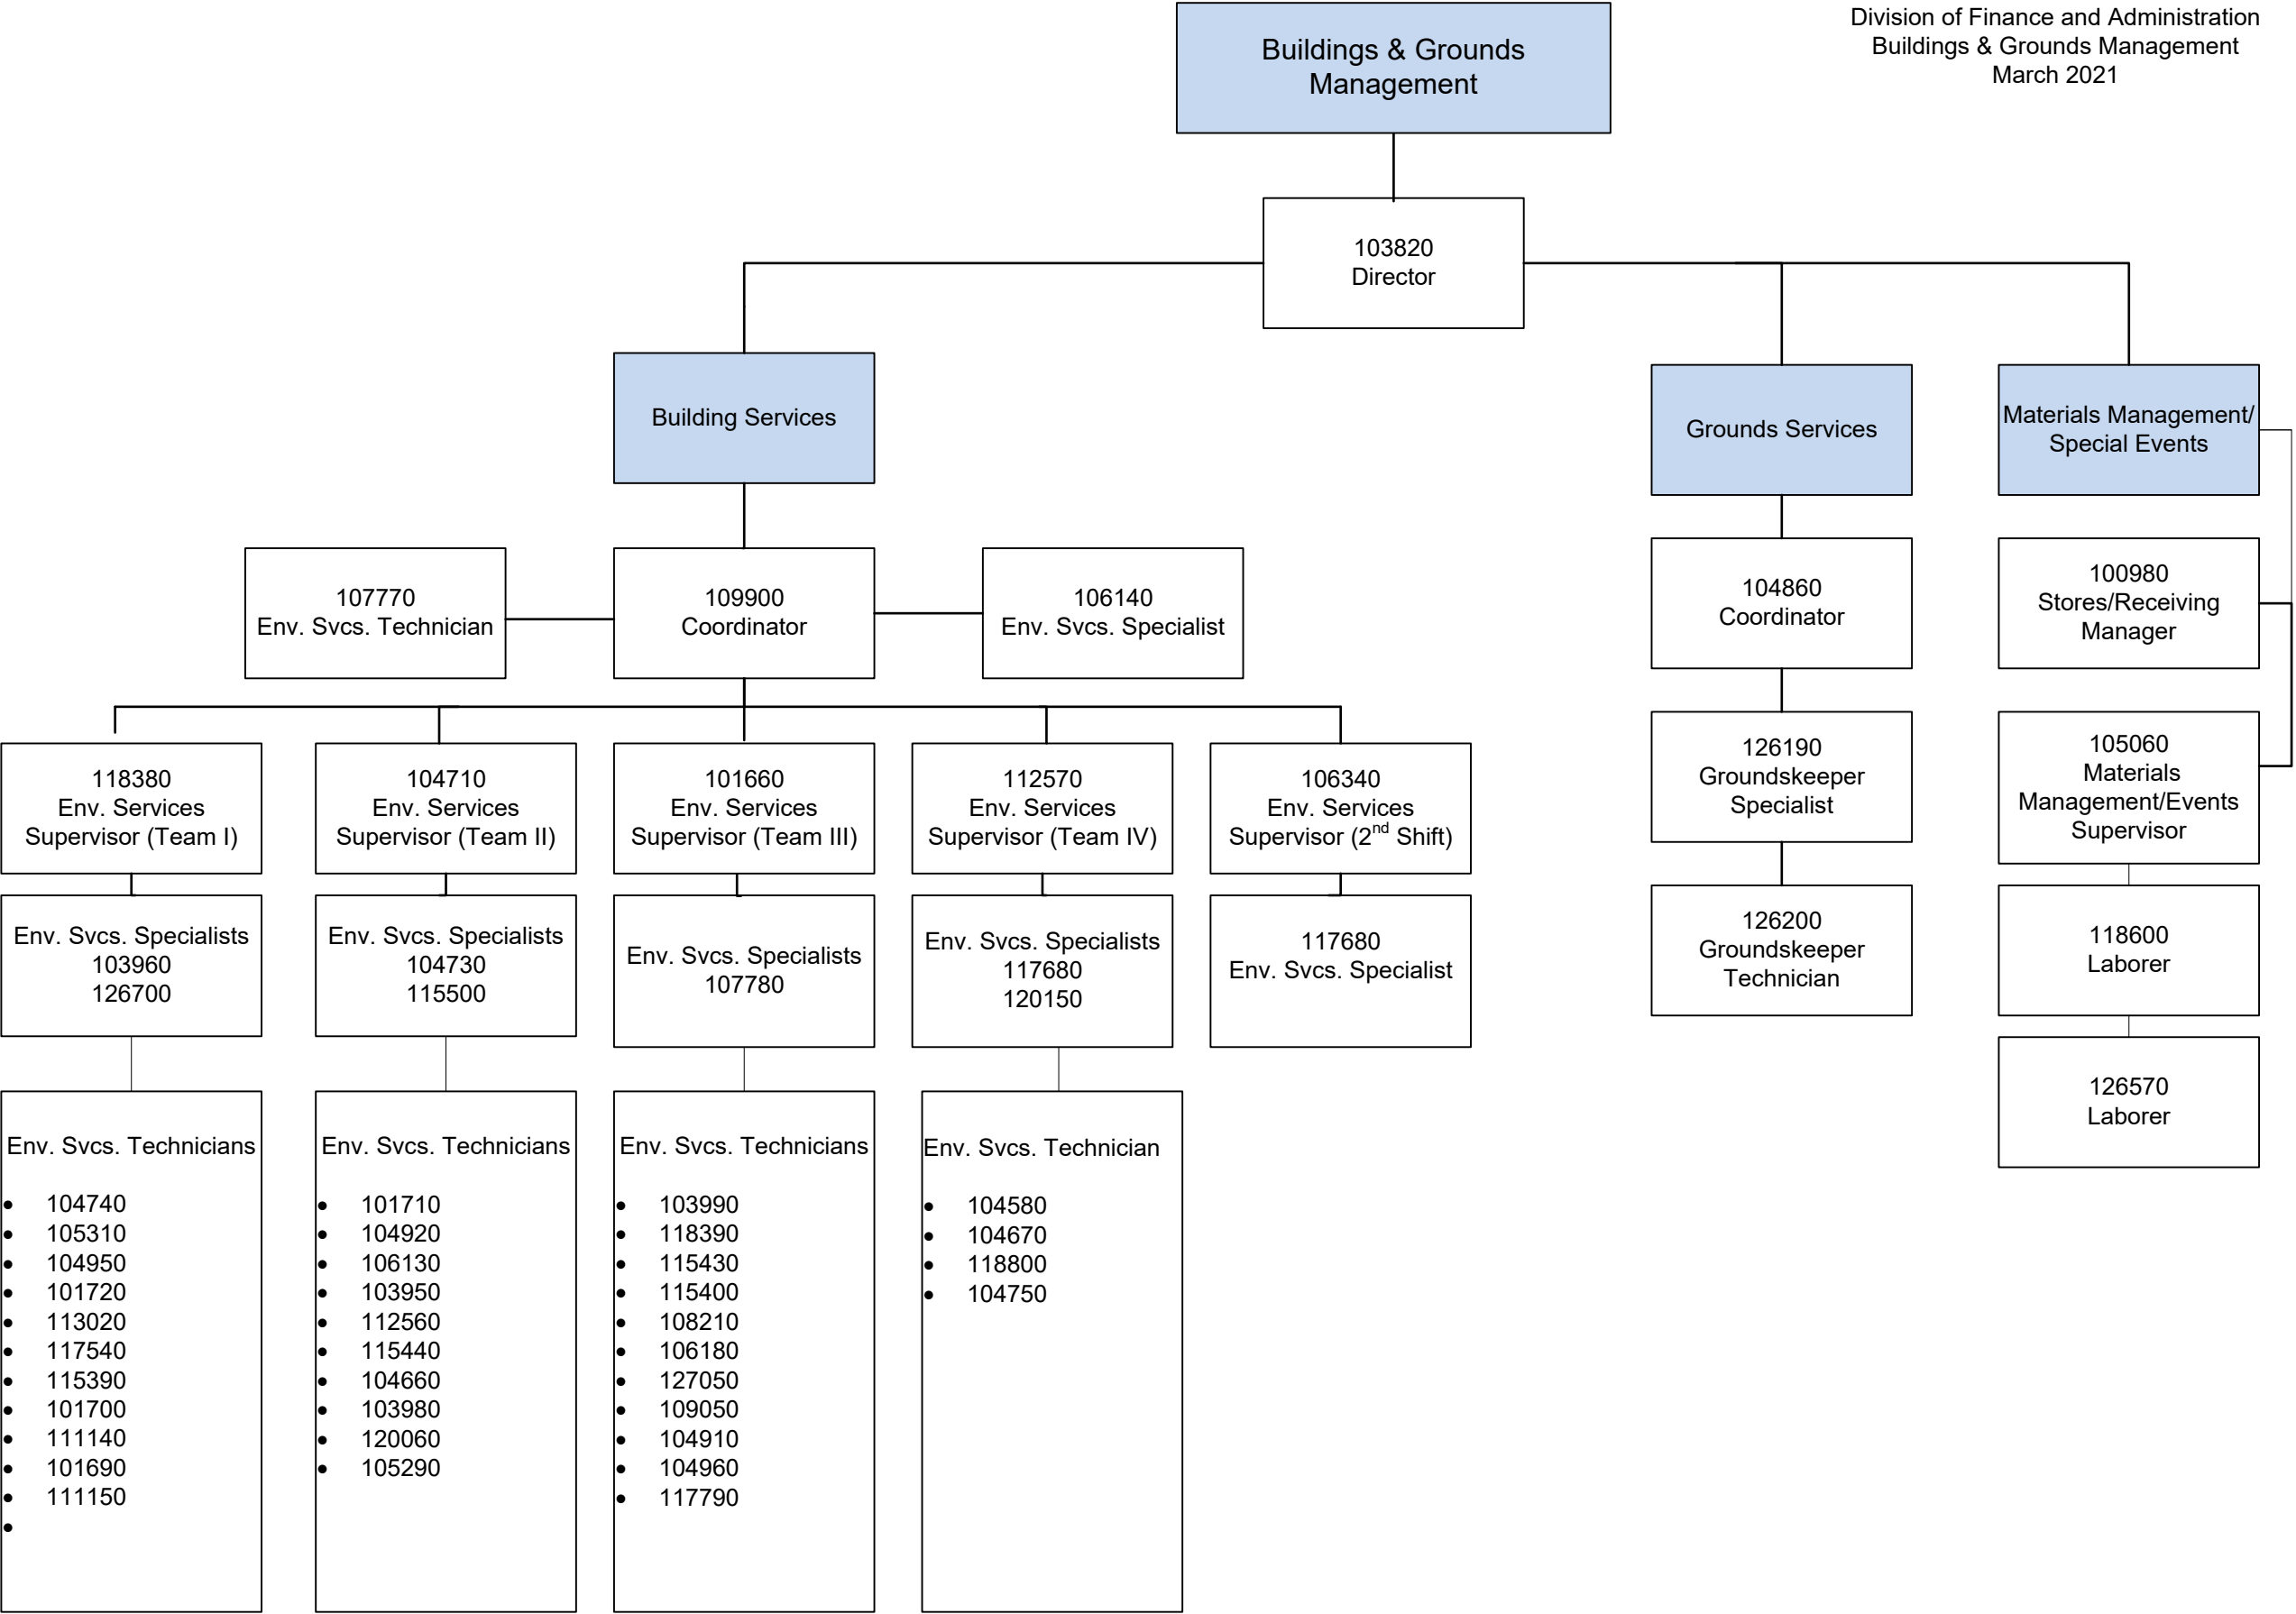 Division of Finance and Administration
Buildings & Grounds Management
March 2021
Buildings & Grounds
Management
103820
Director
Building Services
Grounds Services
Materials Management/
Special Events
107770
Env. Svcs. Technician
109900
Coordinator
106140
Env. Svcs. Specialist
104860
Coordinator
100980
Stores/Receiving
Manager
118380
Env. Services
Supervisor (Team I)
104710
Env. Services
Supervisor (Team II)
101660
Env. Services
Supervisor (Team III)
112570
Env. Services
Supervisor (Team IV)
106340
Env. Services
Supervisor (2nd Shift)
126190
Groundskeeper
Specialist
105060
Materials
Management/Events
Supervisor
Env. Svcs. Specialists
103960
126700
Env. Svcs. Specialists
104730
115500
Env. Svcs. Specialists
107780
Env. Svcs. Specialists
117680
120150
117680
Env. Svcs. Specialist
126200
Groundskeeper
Technician
118600
Laborer
126570
Laborer
Env. Svcs. Technicians
• 104740
• 105310
• 104950
• 101720
• 113020
• 117540
• 115390
• 101700
• 111140
• 101690
• 111150
•
Env. Svcs. Technicians
• 101710
• 104920
• 106130
• 103950
• 112560
• 115440
• 104660
• 103980
• 120060
• 105290
Env. Svcs. Technicians
• 103990
• 118390
• 115430
• 115400
• 108210
• 106180
• 127050
• 109050
• 104910
• 104960
• 117790
Env. Svcs. Technician
• 104580
• 104670
• 118800
• 104750